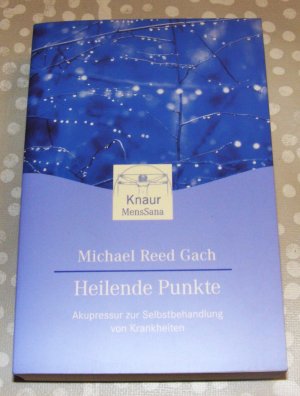 Knaur
MensSana
Michael Reed Gach
Heilende Punkte
Akupressur zur Selbstbehandlung
von Krankheiten